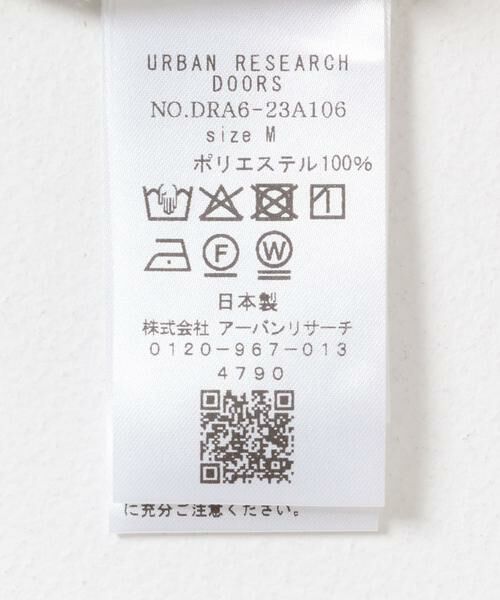 URBAN RESEARCH
DOORS
NO.DRA6-23A106
size M
ポリエステル100%
F W
日本製
株式会社 アーバンリサーチ
0120-967-013
4790
に充分ご注意ください。